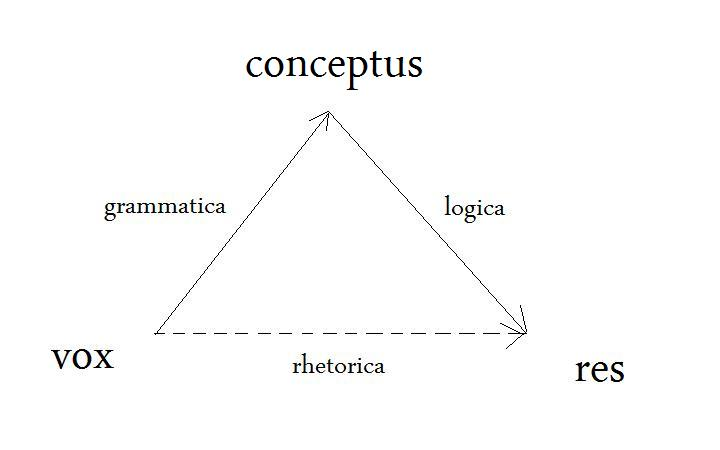 conceptus
grammatica
logica
vox
rhetorica
res